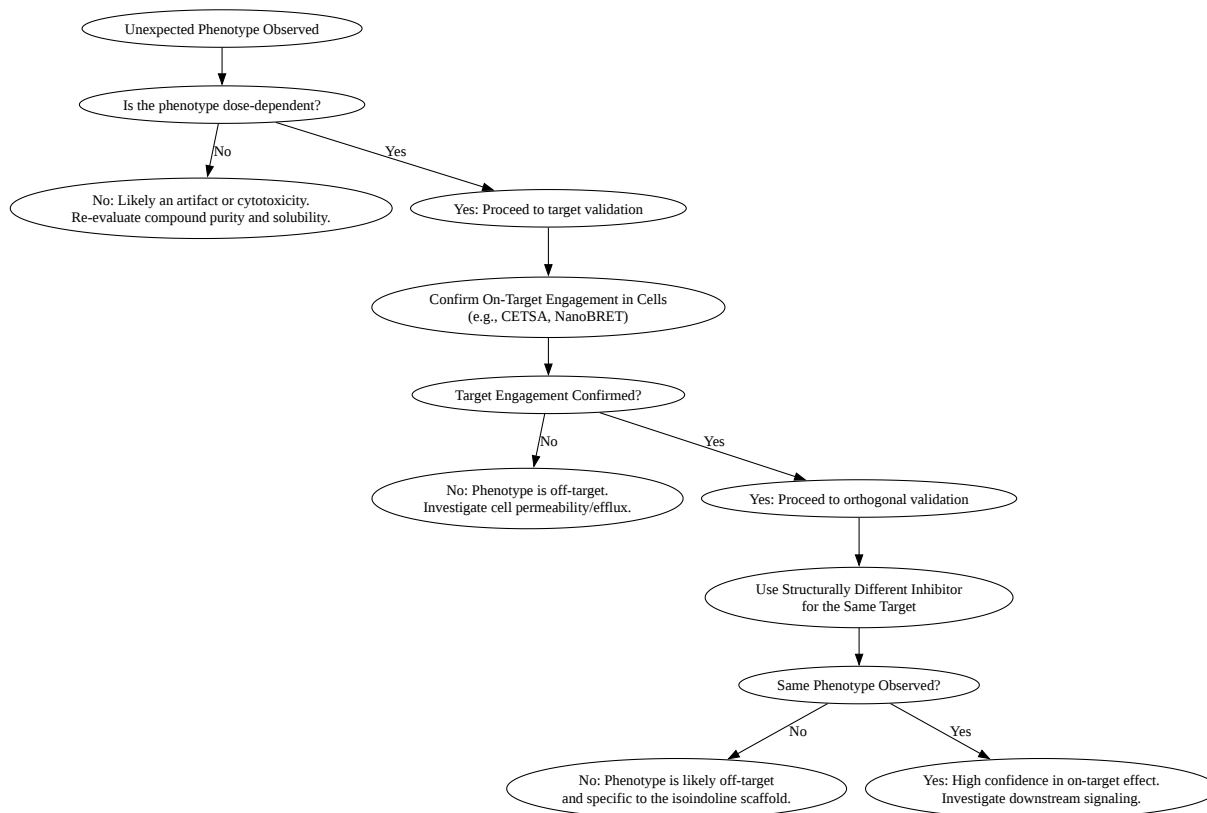 Unexpected Phenotype Observed
Is the phenotype dose-dependent?
No
Yes
No: Likely an artifact or cytotoxicity.
Re-evaluate compound purity and solubility.
Yes: Proceed to target validation
Confirm On-Target Engagement in Cells
(e.g., CETSA, NanoBRET)
Target Engagement Confirmed?
No
Yes
No: Phenotype is off-target.
Investigate cell permeability/efflux.
Yes: Proceed to orthogonal validation
Use Structurally Different Inhibitor
for the Same Target
Same Phenotype Observed?
No
Yes
No: Phenotype is likely off-target
and specific to the isoindoline scaffold.
Yes: High confidence in on-target effect.
Investigate downstream signaling.